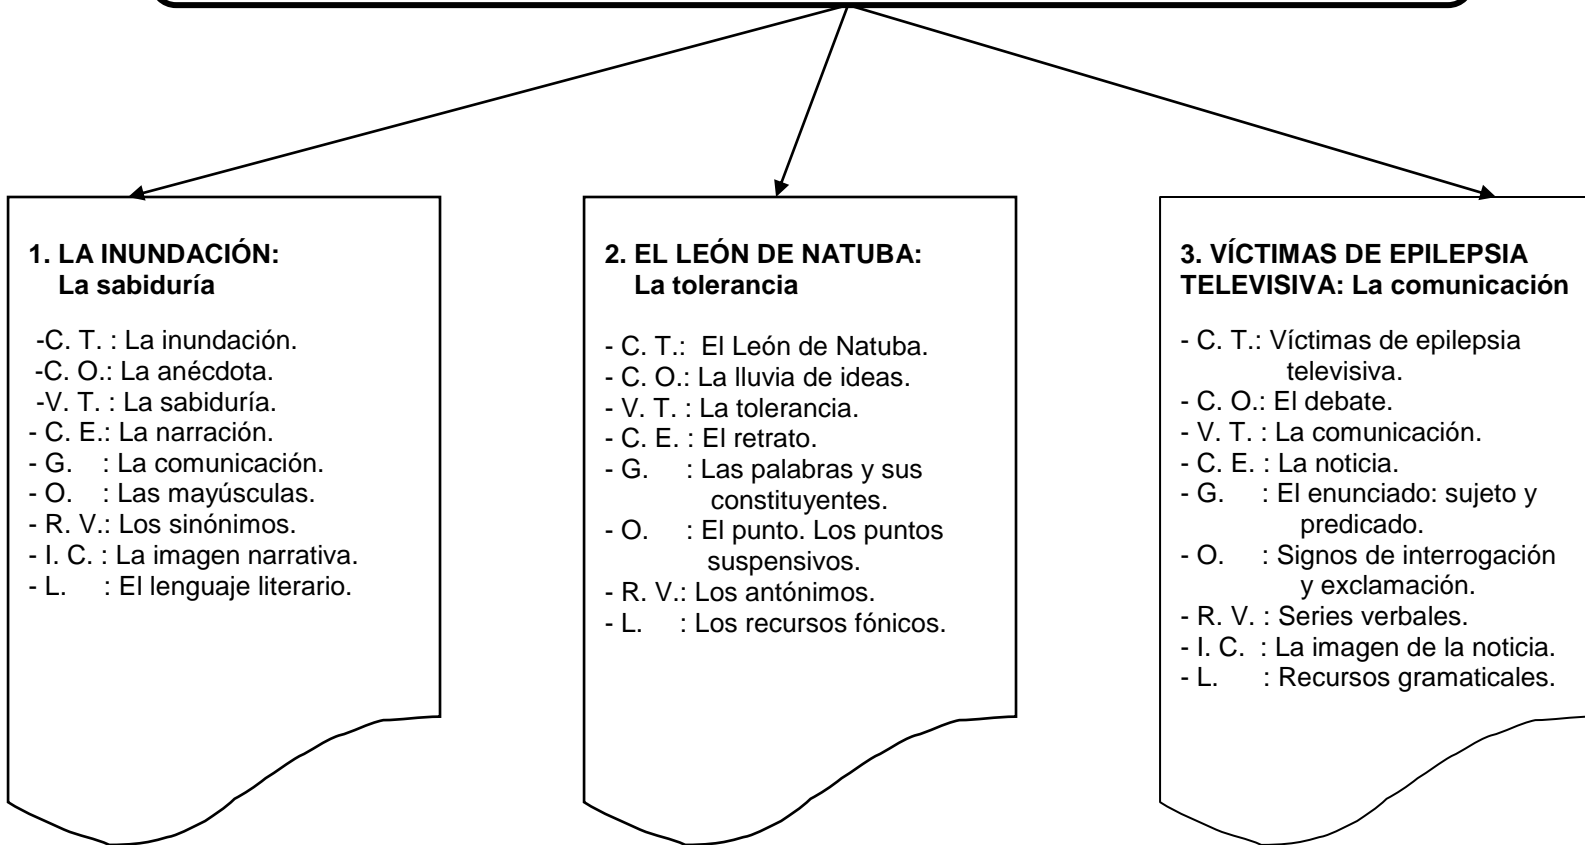 1. LA INUNDACIÓN:
La sabiduría
-C. T. : La inundación.
-C. O.: La anécdota.
-V. T. : La sabiduría.
- C. E.: La narración.
- G. : La comunicación.
- O. : Las mayúsculas.
- R. V.: Los sinónimos.
- I. C. : La imagen narrativa.
- L. : El lenguaje literario.
2. EL LEÓN DE NATUBA:
La tolerancia
- C. T.: El León de Natuba.
- C. O.: La lluvia de ideas.
- V. T. : La tolerancia.
- C. E. : El retrato.
- G. : Las palabras y sus
constituyentes.
- O. : El punto. Los puntos
suspensivos.
- R. V.: Los antónimos.
- L. : Los recursos fónicos.
3. VÍCTIMAS DE EPILEPSIA
TELEVISIVA: La comunicación
- C. T.: Víctimas de epilepsia
televisiva.
- C. O.: El debate.
- V. T. : La comunicación.
- C. E. : La noticia.
- G. : El enunciado: sujeto y
predicado.
- O. : Signos de interrogación
y exclamación.
- R. V. : Series verbales.
- I. C. : La imagen de la noticia.
- L. : Recursos gramaticales.